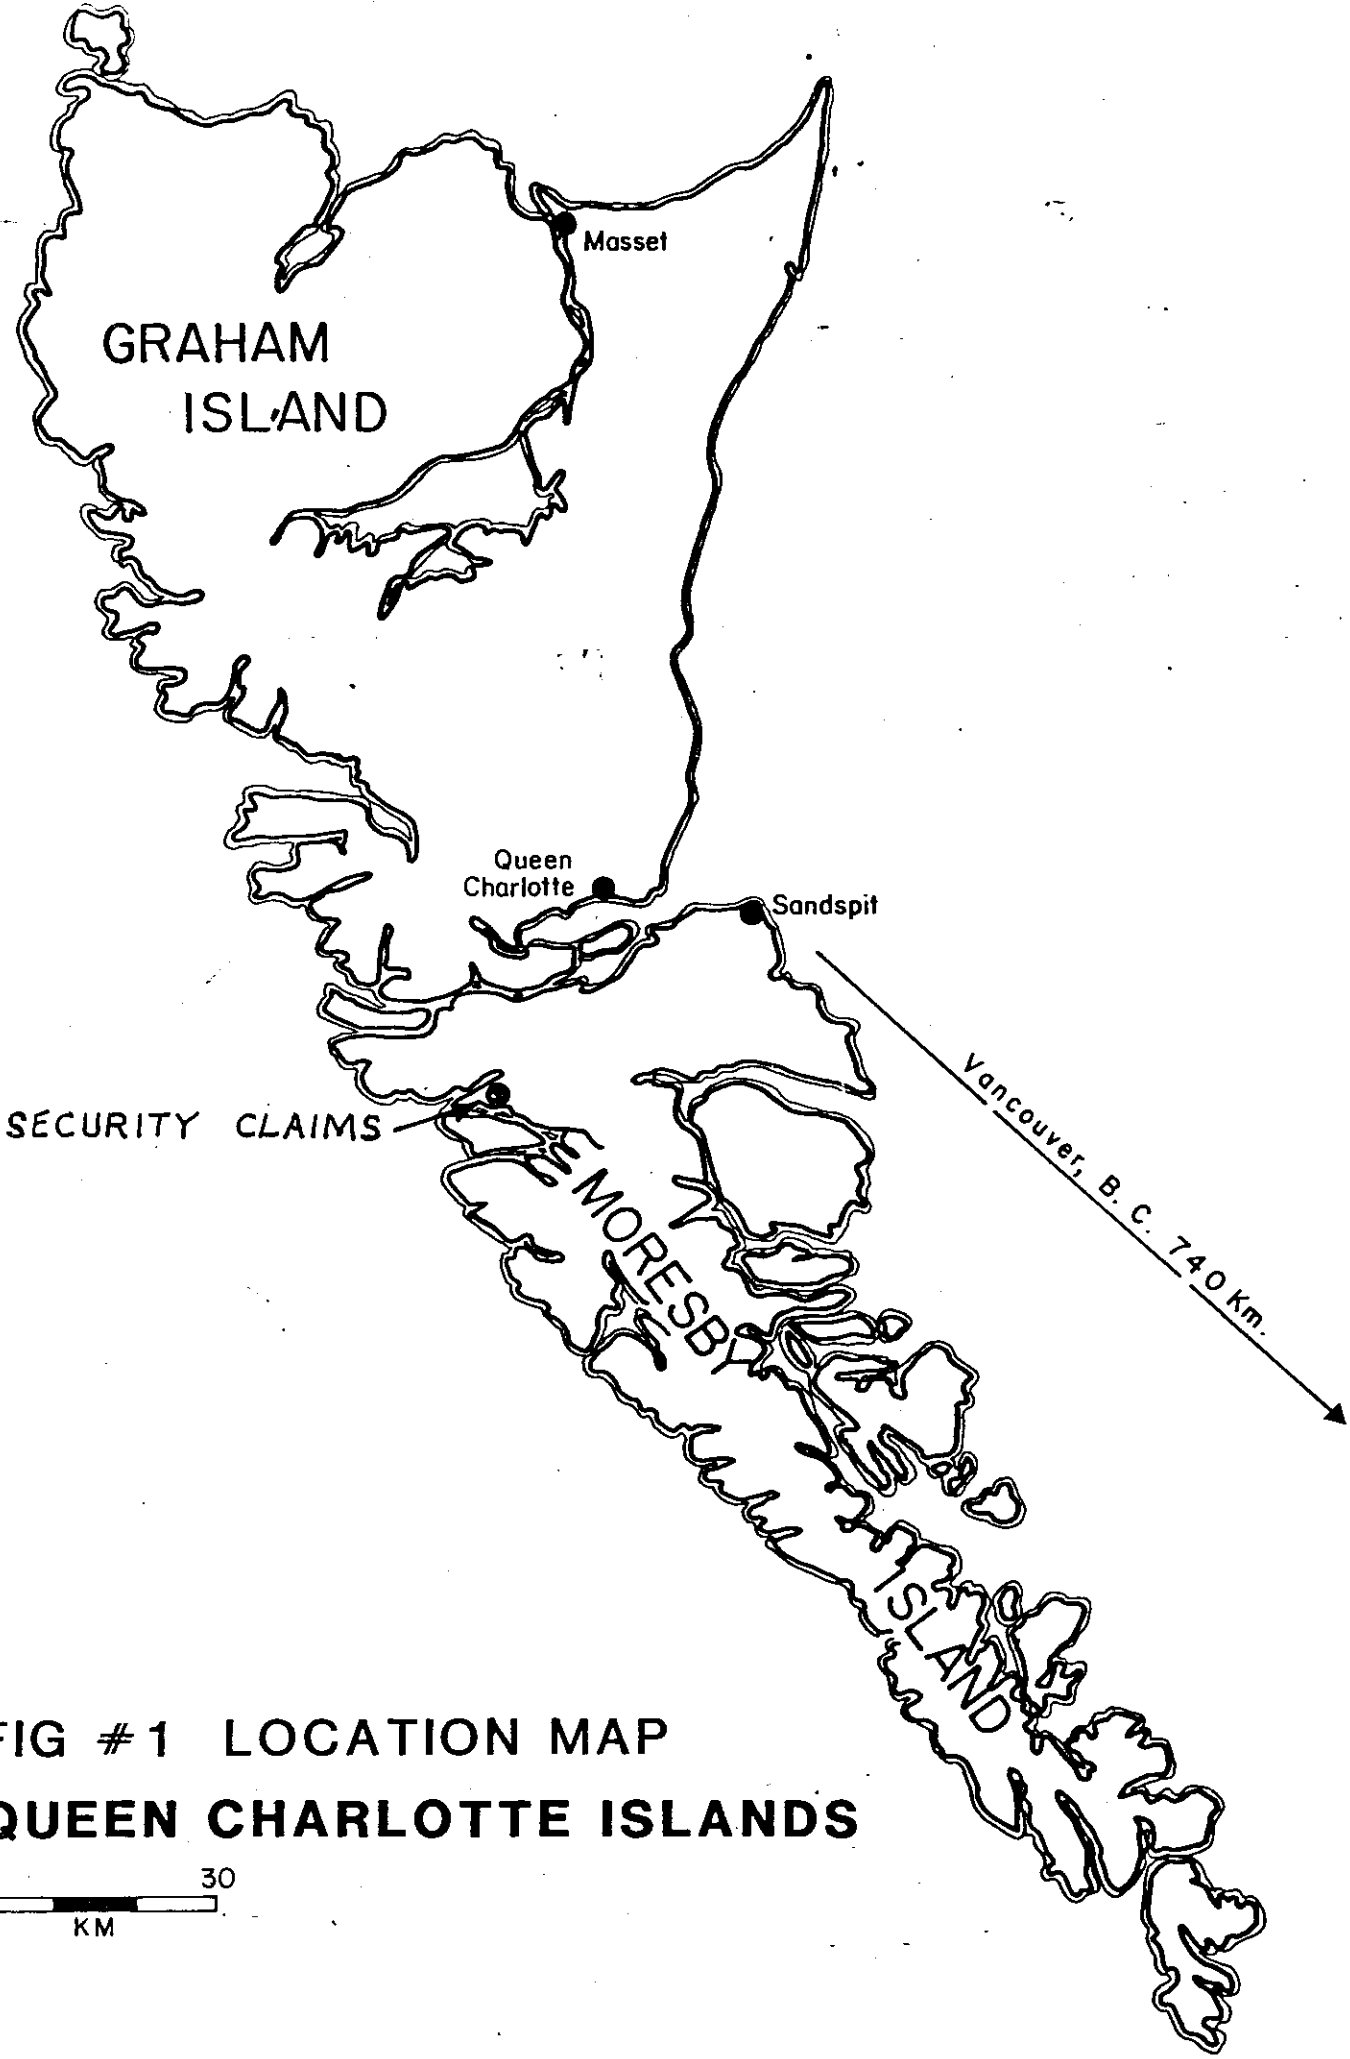 Masset
GRAHAM
ISLAND
Queen
Charlotte
Sandspit
SECURITY CLAIMS
Vancouver, B. C. 740 Km.
MORESBY
ISLAND
FIG #1 LOCATION MAP
QUEEN CHARLOTTE ISLANDS
30
KM